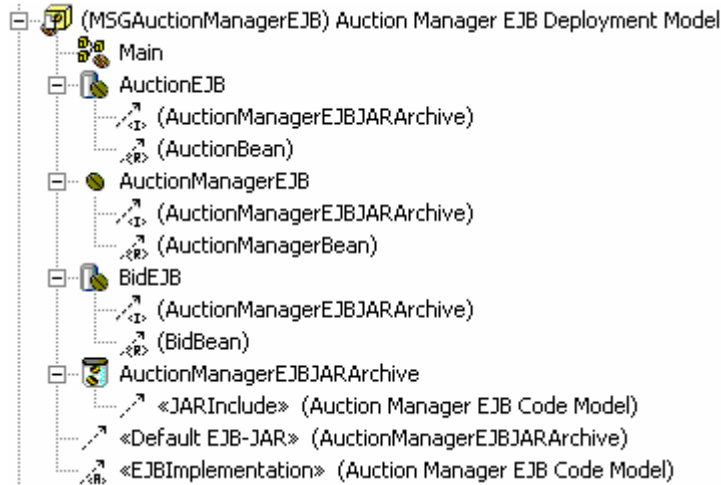 (MSGAuctionManagerEJB) Auction Manager EJB Deployment Model
Main
AuctionEJB
<I> (AuctionManagerEJBJARArchive)
<R> (AuctionBean)
AuctionManagerEJB
<I> (AuctionManagerEJBJARArchive)
<R> (AuctionManagerBean)
BidEJB
<I> (AuctionManagerEJBJARArchive)
<R> (BidBean)
AuctionManagerEJBJARArchive
«JARInclude» (Auction Manager EJB Code Model)
«Default EJB-JAR» (AuctionManagerEJBJARArchive)
<R> «EJBImplementation» (Auction Manager EJB Code Model)